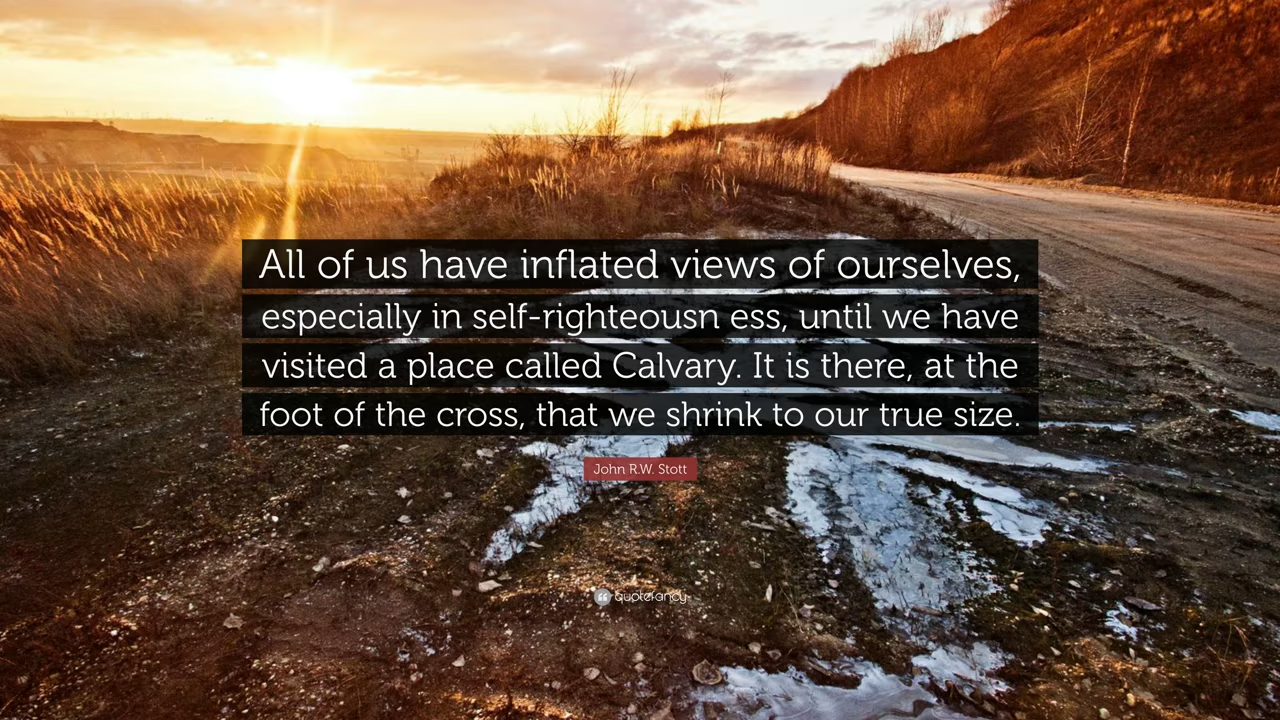 All of us have inflated views of ourselves,
especially in self-righteousn ess, until we have
visited a place called Calvary. It is there, at the
foot of the cross, that we shrink to our true size.
John R.W. Stott
quotefancy